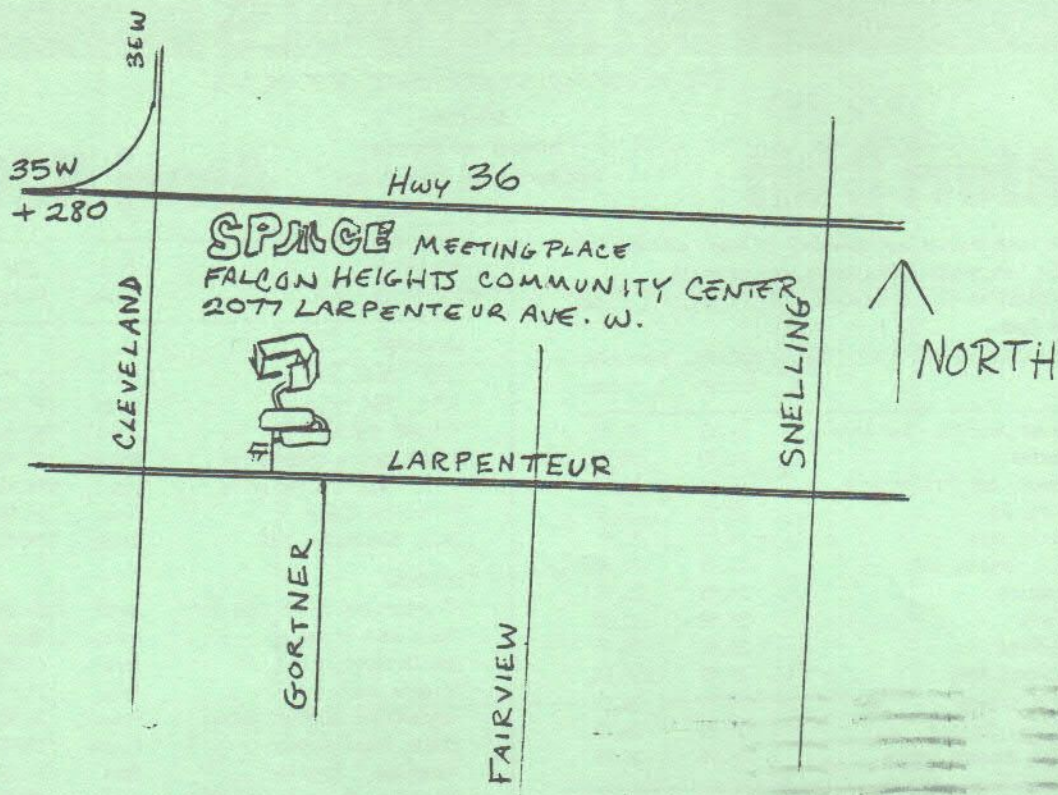 35W
35W
+ 280
Hwy 36
SPACE MEETING PLACE
FALCON HEIGHTS COMMUNITY CENTER
2077 LARPENTEUR AVE. W.
CLEVELAND
SNELLING
NORTH
LARPENTEUR
GORTNER
FAIRVIEW